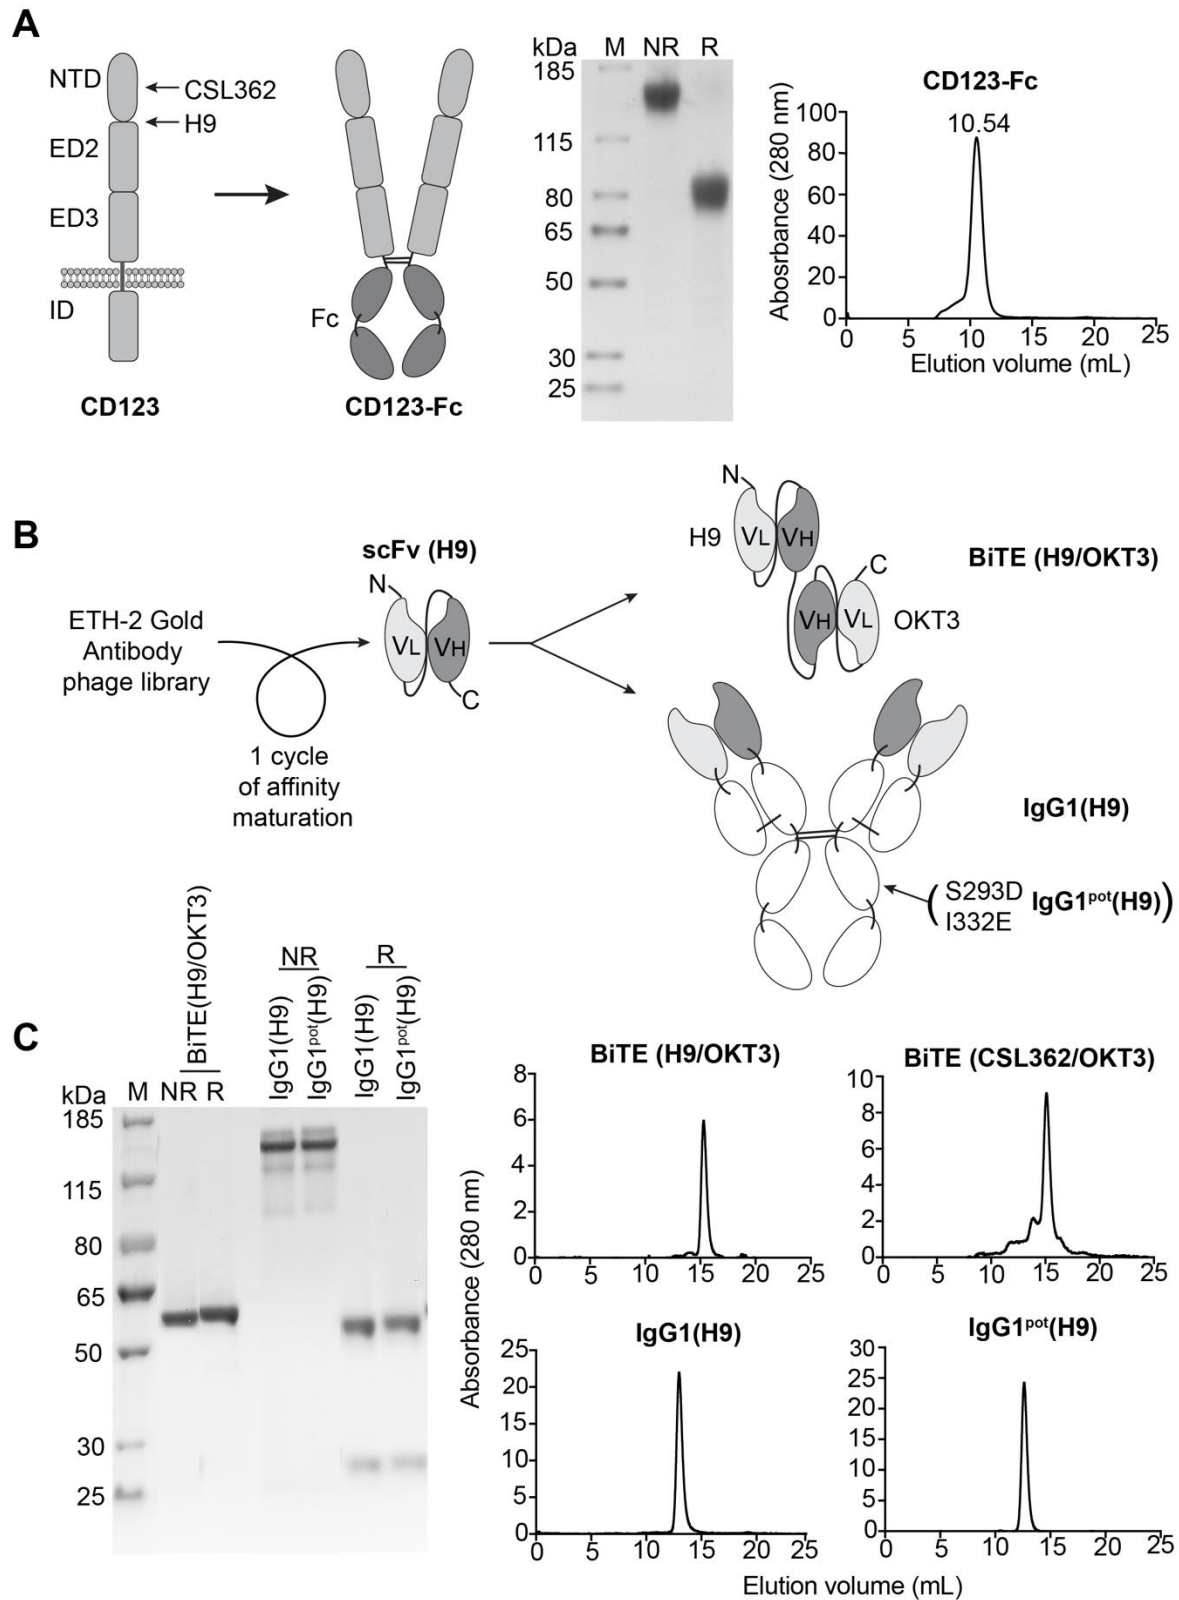 A
NTD
CSL362
H9
ED2
ED3
ID
CD123
Fc
CD123-Fc
kDa M NR R
185
115
80
65
50
30
25
CD123-Fc
10.54
Abosrbance (280 nm)
100
80
60
40
20
0
0 5 10 15 20 25
Elution volume (mL)
B
ETH-2 Gold
Antibody
phage library
1 cycle
of affinity
maturation
scFv (H9)
N
VL VH
C
N
H9 VL VH
BiTE (H9/OKT3)
C
VH VL OKT3
IgG1(H9)
(S293D
I332E IgG1pot(H9))
C
BiTE(H9/OKT3)
NR
R
IgG1(H9)
IgG1pot(H9)
IgG1(H9)
IgG1pot(H9)
kDa M NR R
185
115
80
65
50
30
25
Absorbance (280 nm)
BiTE (H9/OKT3)
8
6
4
2
0
0 5 10 15 20 25
BiTE (CSL362/OKT3)
10
8
6
4
2
0
0 5 10 15 20 25
IgG1(H9)
25
20
15
10
5
0
0 5 10 15 20 25
IgG1pot(H9)
30
25
20
15
10
5
0
0 5 10 15 20 25
Elution volume (mL)